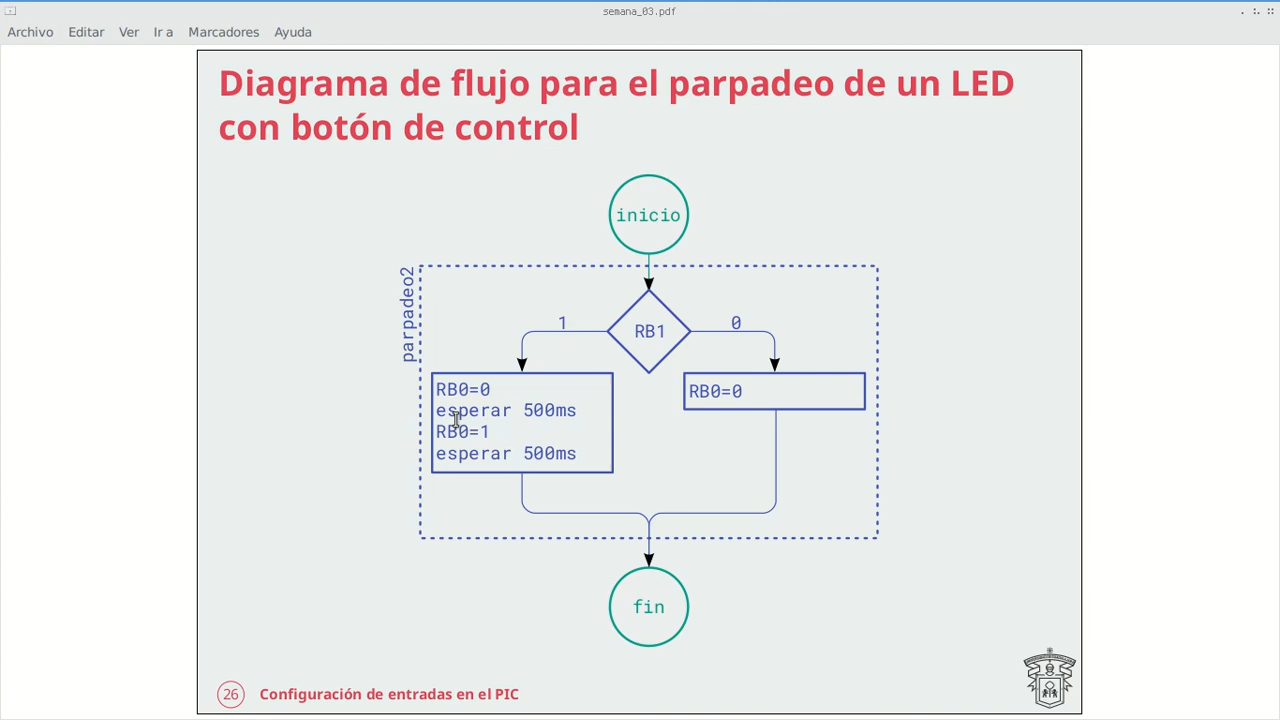 semana_03.pdf
Archivo Editar Ver Ir a Marcadores Ayuda
Diagrama de flujo para el parpadeo de un LED
con botón de control
inicio
parpadeo2
RB1
1
0
RB0=0
esperar 500ms
RB0=1
esperar 500ms
RB0=0
fin
26 Configuración de entradas en el PIC